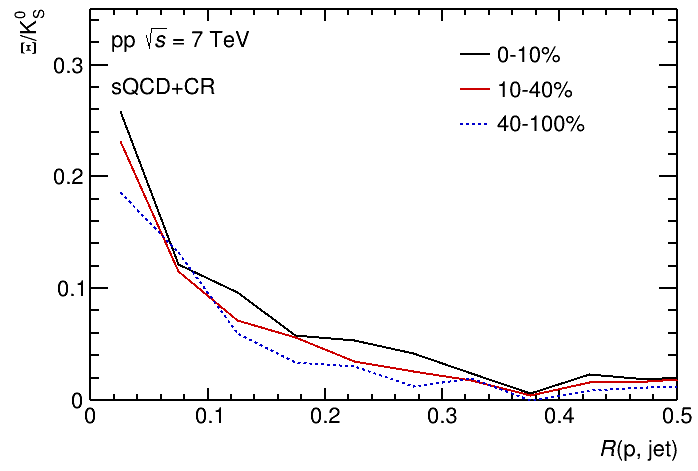 Ξ/K⁰_S
pp √s = 7 TeV
sQCD+CR
0-10%
10-40%
40-100%
0.3
0.2
0.1
0
0 0.1 0.2 0.3 0.4 0.5
R(p, jet)